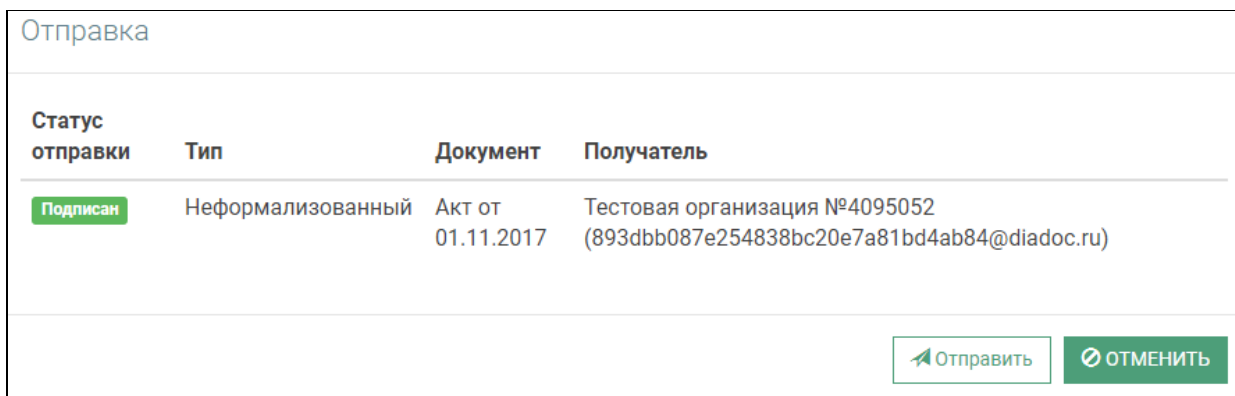 Отправка
Статус
отправки Тип Документ Получатель
Подписан Неформализованный Акт от Тестовая организация №4095052
01.11.2017 (893dbb087e254838bc20e7a81bd4ab84@diadoc.ru)
Отправить ОТМЕНИТЬ